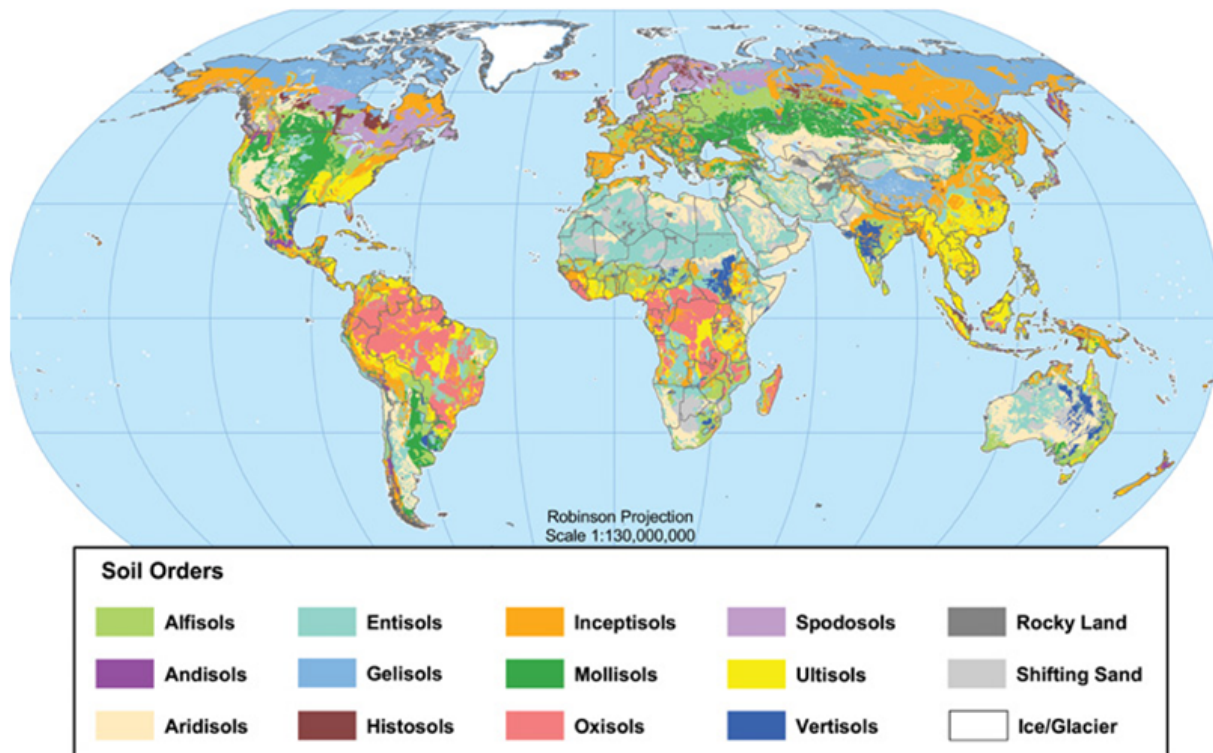 Robinson Projection
Scale 1:130,000,000
Soil Orders
Alfisols Entisols Inceptisols Spodosols Rocky Land
Andisols Gelisols Mollisols Ultisols Shifting Sand
Aridisols Histosols Oxisols Vertisols Ice/Glacier